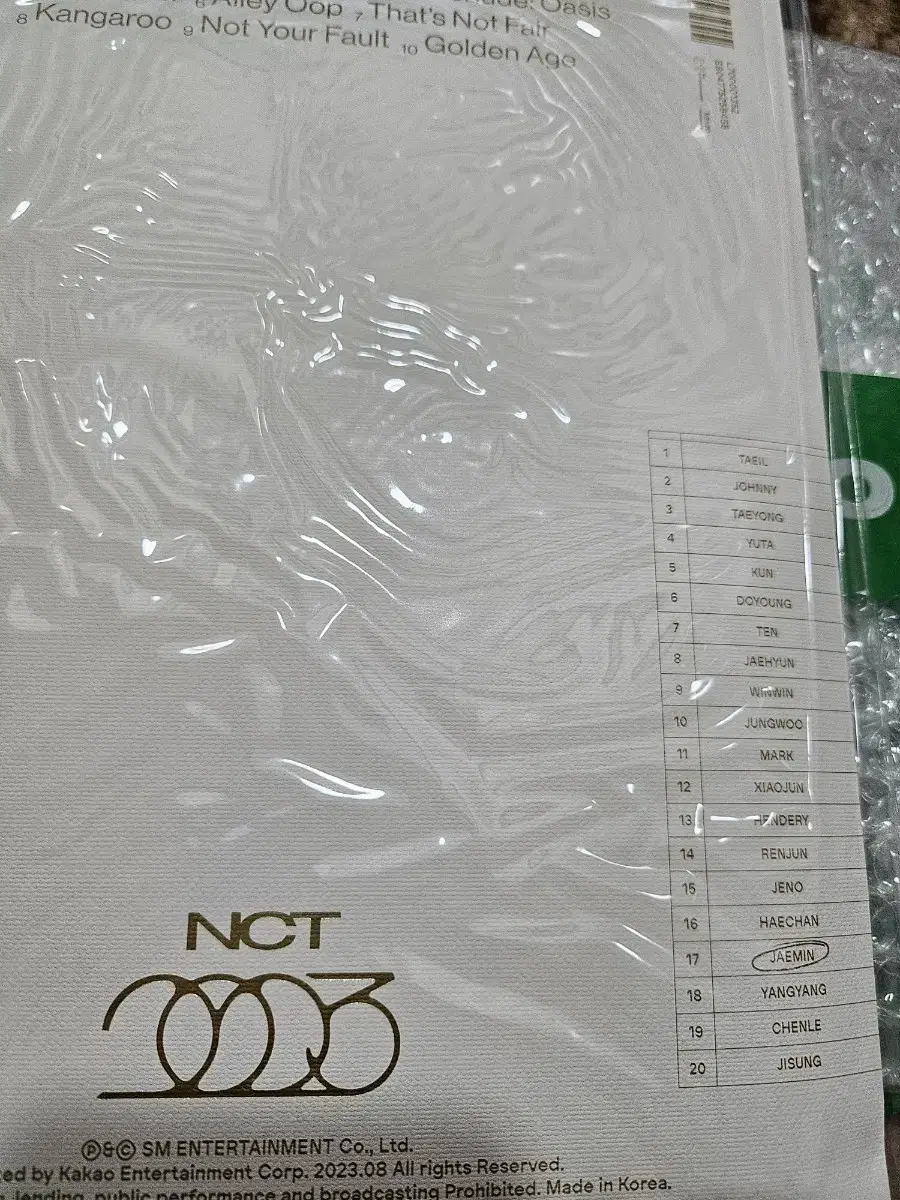 6 Alley Oop 7 That's Not Fair
8 Kangaroo 9 Not Your Fault 10 Golden Age
1 TAEIL
2 JOHNNY
3 TAEYONG
4 YUTA
5 KUN
6 DOYOUNG
7 TEN
8 JAEHYUN
9 WINWIN
10 JUNGWOO
11 MARK
12 XIAOJUN
13 HENDERY
14 RENJUN
15 JENO
16 HAECHAN
17 JAEMIN
18 YANGYANG
19 CHENLE
20 JISUNG
NCT
2023
℗&© SM ENTERTAINMENT Co., Ltd.
by Kakao Entertainment Corp. 2023.08 All rights Reserved.
lending, public performance and broadcasting Prohibited. Made in Korea.